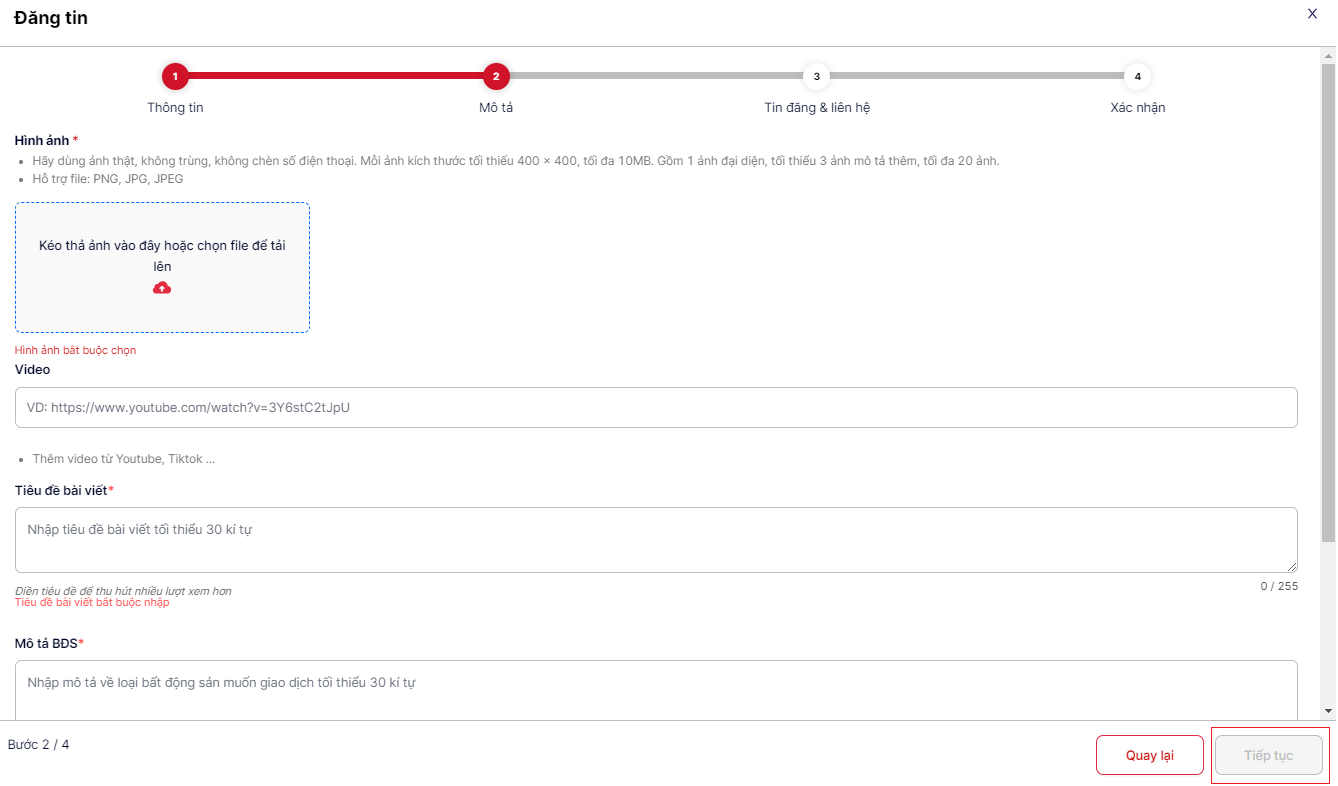 Đăng tin
X
1
2
3
4
Thông tin
Mô tả
Tin đăng & liên hệ
Xác nhận
Hình ảnh *
Hãy dùng ảnh thật, không trùng, không chèn số điện thoại. Mỗi ảnh kích thước tối thiểu 400 x 400, tối đa 10MB. Gồm 1 ảnh đại diện, tối thiểu 3 ảnh mô tả thêm, tối đa 20 ảnh.
Hỗ trợ file: PNG, JPG, JPEG
Kéo thả ảnh vào đây hoặc chọn file để tải
lên
Hình ảnh bắt buộc chọn
Video
VD: https://www.youtube.com/watch?v=3Y6stC2tJpU
Thêm video từ Youtube, Tiktok ...
Tiêu đề bài viết*
Nhập tiêu đề bài viết tối thiểu 30 kí tự
0 / 255
Điền tiêu đề để thu hút nhiều lượt xem hơn
Tiêu đề bài viết bắt buộc nhập
Mô tả BĐS*
Nhập mô tả về loại bất động sản muốn giao dịch tối thiểu 30 kí tự
Bước 2 / 4
Quay lại
Tiếp tục